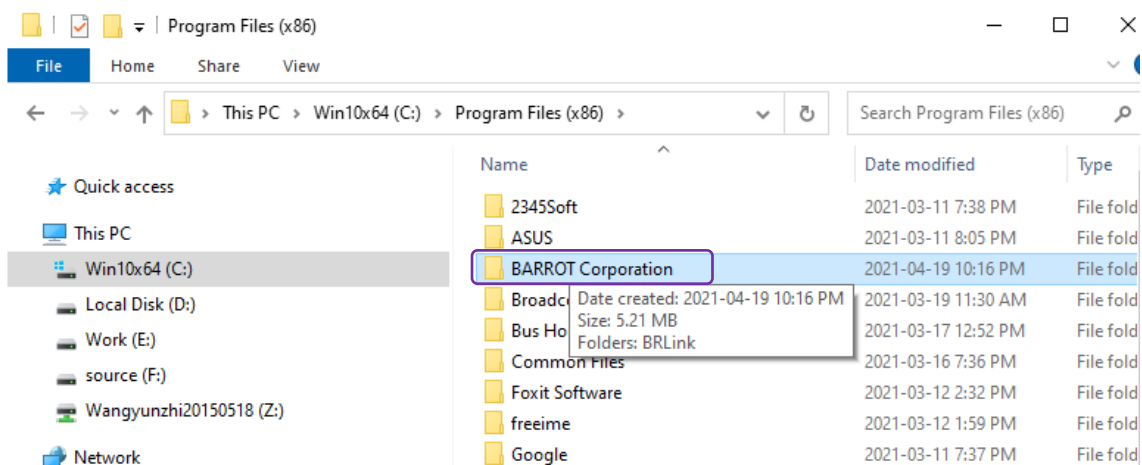 Program Files (x86)
File Home Share View
This PC > Win10x64 (C:) > Program Files (x86) >
Search Program Files (x86)
Name Date modified Type
Quick access
This PC
Win10x64 (C:)
Local Disk (D:)
Work (E:)
source (F:)
Wangyunzhi20150518 (Z:)
Network
2345Soft 2021-03-11 7:38 PM File fold
ASUS 2021-03-11 8:05 PM File fold
BARROT Corporation 2021-04-19 10:16 PM File fold
Broadc 2021-03-19 11:30 AM File fold
Date created: 2021-04-19 10:16 PM
Size: 5.21 MB
Folders: BRLink
Bus Ho 2021-03-17 12:52 PM File fold
Common Files 2021-03-16 7:36 PM File fold
Foxit Software 2021-03-12 2:32 PM File fold
freeime 2021-03-12 1:59 PM File fold
Google 2021-03-11 7:37 PM File fold